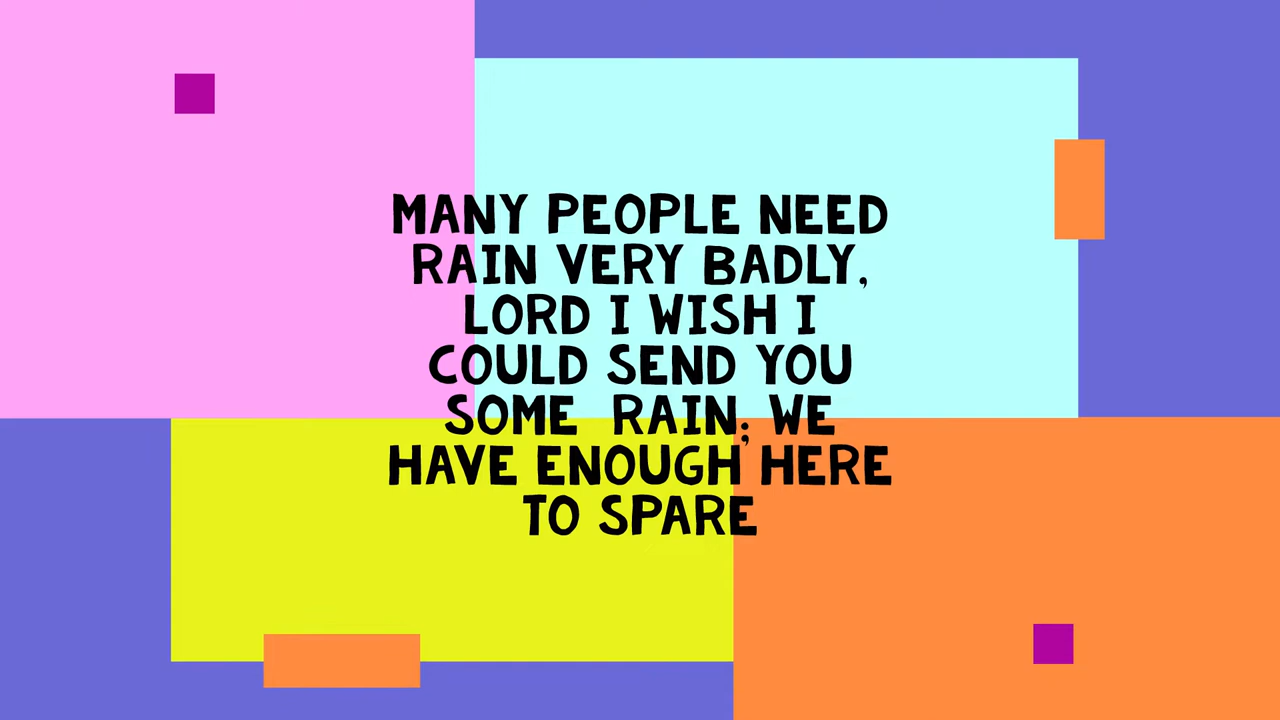 MANY PEOPLE NEED
RAIN VERY BADLY,
LORD I WISH I
COULD SEND YOU
SOME  RAIN; WE
HAVE ENOUGH HERE
TO SPARE